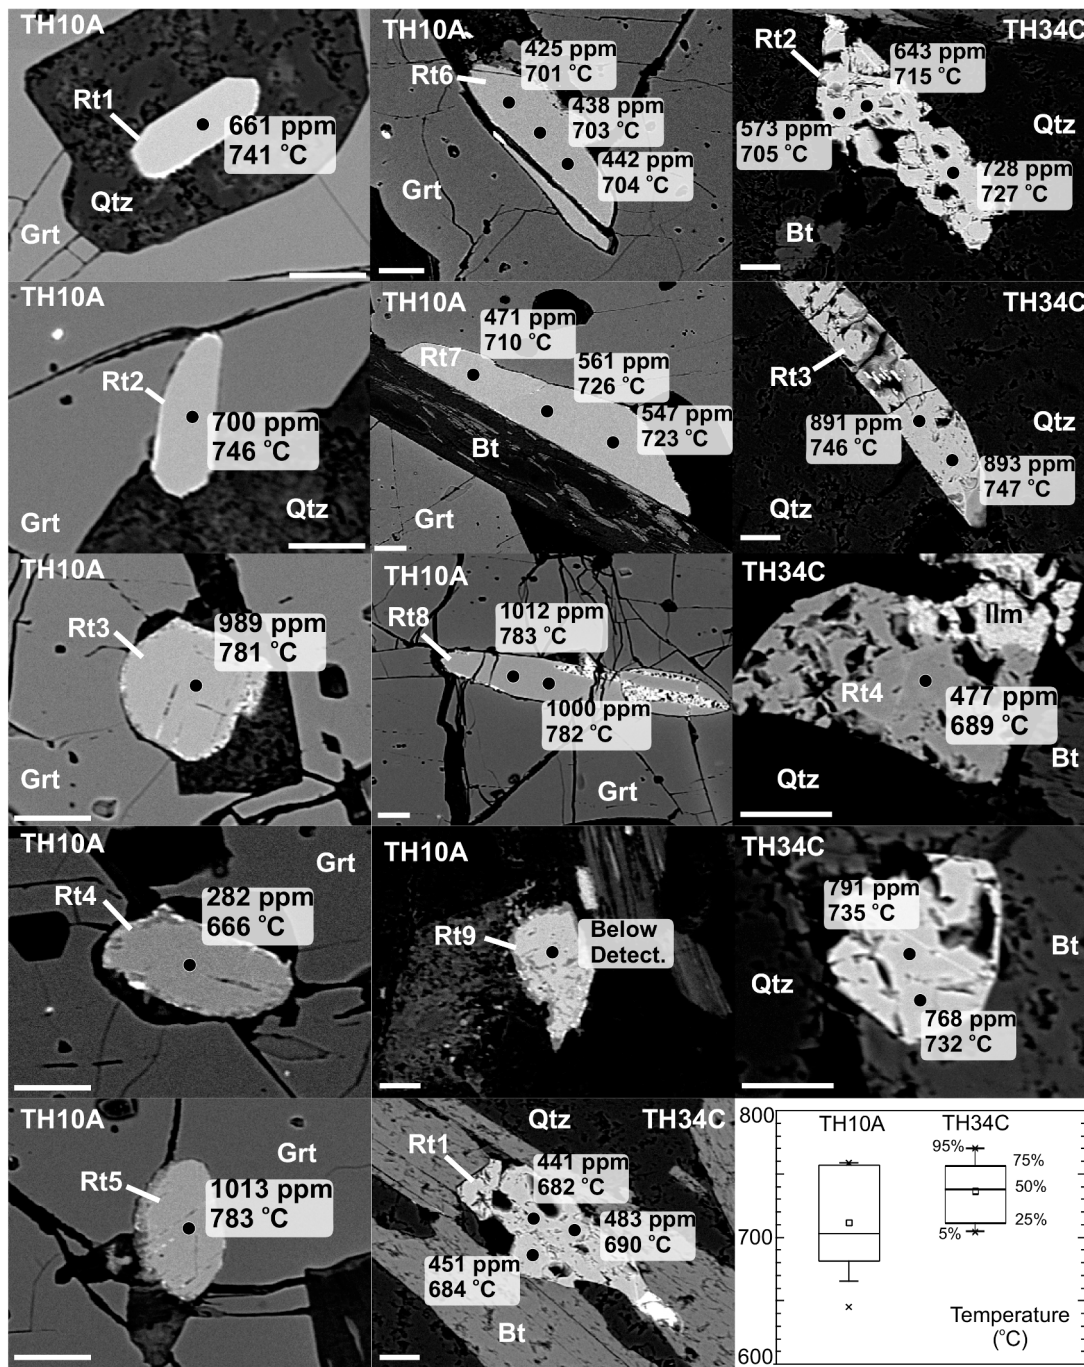 TH10A
Rt1
661 ppm
741 °C
Qtz
Grt
TH10A
425 ppm
701 °C
Rt6
438 ppm
703 °C
442 ppm
704 °C
Grt
TH34C
Rt2
643 ppm
715 °C
573 ppm
705 °C
Qtz
728 ppm
727 °C
Bt
TH10A
Rt2
700 ppm
746 °C
Qtz
Grt
TH10A
471 ppm
710 °C
Rt7
561 ppm
726 °C
547 ppm
723 °C
Bt
Grt
TH34C
Rt3
Qtz
891 ppm
746 °C
893 ppm
747 °C
Qtz
TH10A
Rt3
989 ppm
781 °C
Grt
TH10A
Rt8
1012 ppm
783 °C
1000 ppm
782 °C
Grt
TH34C
Ilm
Rt4
477 ppm
689 °C
Bt
Qtz
TH10A
Grt
Rt4
282 ppm
666 °C
TH10A
Rt9
Below
Detect.
TH34C
791 ppm
735 °C
Bt
Qtz
768 ppm
732 °C
TH10A
Grt
Rt5
1013 ppm
783 °C
Qtz
TH34C
Rt1
441 ppm
682 °C
483 ppm
690 °C
451 ppm
684 °C
Bt
800
TH10A
TH34C
95%
75%
50%
25%
5%
700
Temperature
(°C)
600